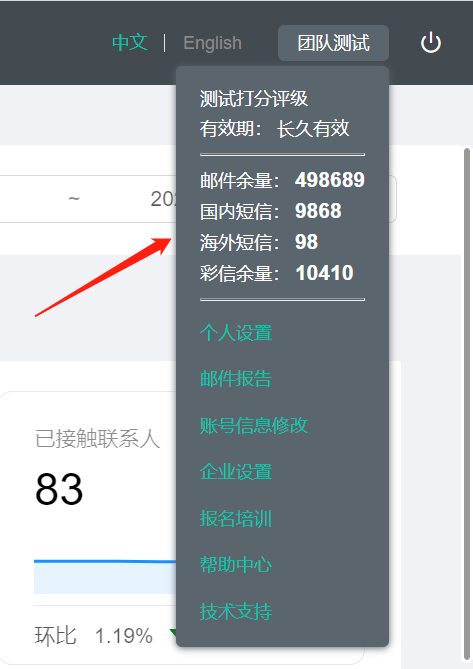 中文 | English 团队测试
测试打分评级
有效期： 长久有效
邮件余量： 498689
~ 202
国内短信： 9868
海外短信： 98
彩信余量： 10410
个人设置
邮件报告
账号信息修改
企业设置
报名培训
帮助中心
技术支持
已接触联系人
83
环比 1.19%